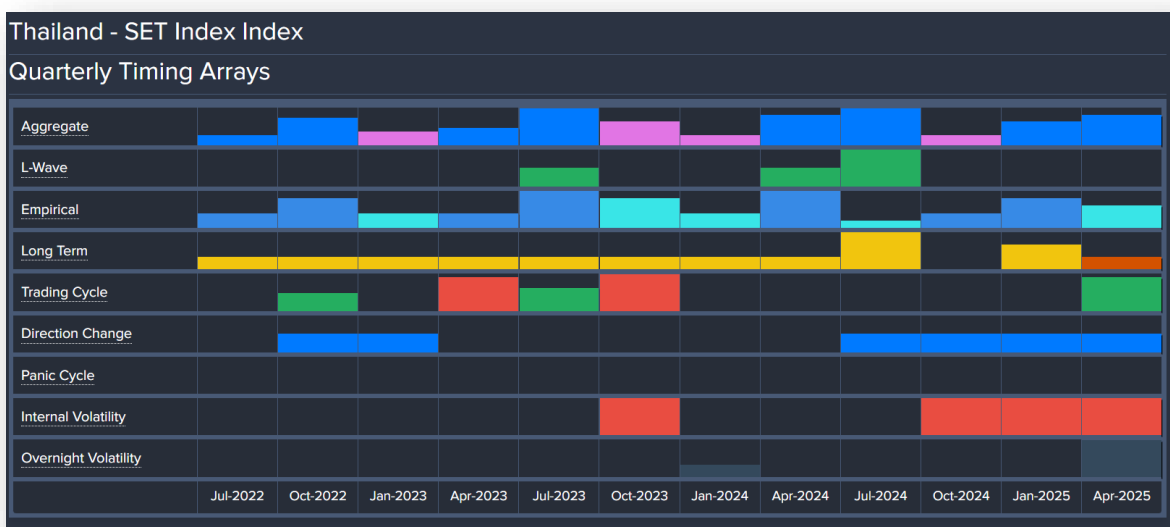 Thailand - SET Index Index
Quarterly Timing Arrays
Aggregate
L-Wave
Empirical
Long Term
Trading Cycle
Direction Change
Panic Cycle
Internal Volatility
Overnight Volatility
Jul-2022 Oct-2022 Jan-2023 Apr-2023 Jul-2023 Oct-2023 Jan-2024 Apr-2024 Jul-2024 Oct-2024 Jan-2025 Apr-2025